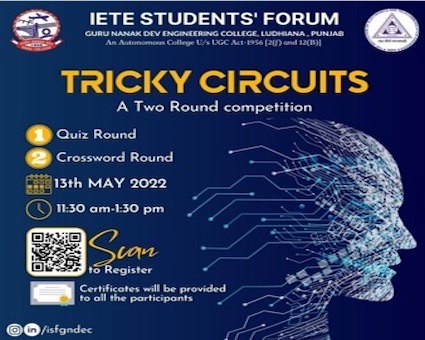 IETE STUDENTS' FORUM
GURU NANAK DEV ENGINEERING COLLEGE, LUDHIANA , PUNJAB
An Autonomous College U/s UGC Act-1956 [2(f) and 12(B)]
TRICKY CIRCUITS
A Two Round competition
1 Quiz Round
2 Crossword Round
13th MAY 2022
11:30 am-1:30 pm
Scan
to Register
Certificates will be provided
to all the participants
/isfgndec